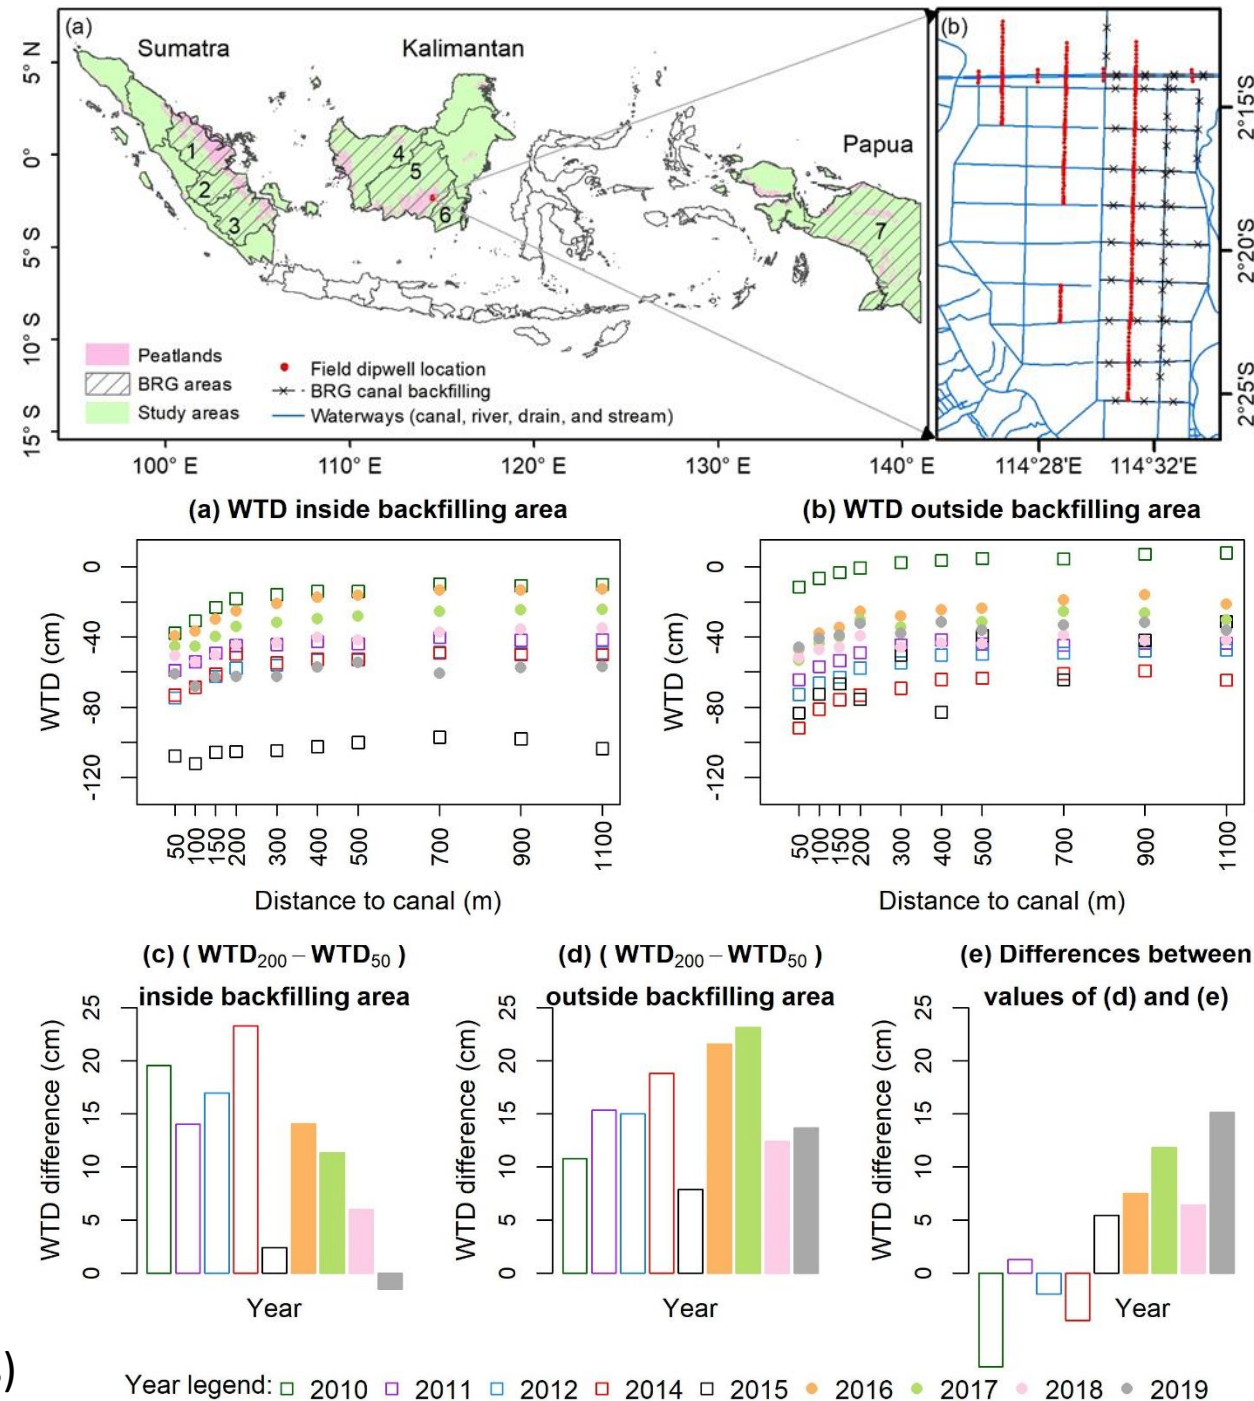 (a)
Sumatra
Kalimantan
Papua
1
2
3
4
5
6
7
5° N
0°
5°S
10°S
15°S
Peatlands
BRG areas
Study areas
Field dipwell location
BRG canal backfilling
Waterways (canal, river, drain, and stream)
100° E
110° E
120° E
130° E
140° E
(b)
2°15'S
2°20'S
2°25'S
114°28'E
114°32'E
(a) WTD inside backfilling area
WTD (cm)
0
-40
-80
-120
50
100
150
200
300
400
500
700
900
1100
Distance to canal (m)
(b) WTD outside backfilling area
WTD (cm)
0
-40
-80
-120
50
100
150
200
300
400
500
700
900
1100
Distance to canal (m)
(c) ( WTD200 – WTD50 )
inside backfilling area
WTD difference (cm)
25
20
15
10
5
0
Year
(d) ( WTD200 – WTD50 )
outside backfilling area
WTD difference (cm)
25
20
15
10
5
0
Year
(e) Differences between
values of (d) and (e)
WTD difference (cm)
25
20
15
10
5
0
Year
)
Year legend: 2010 2011 2012 2014 2015 2016 2017 2018 2019